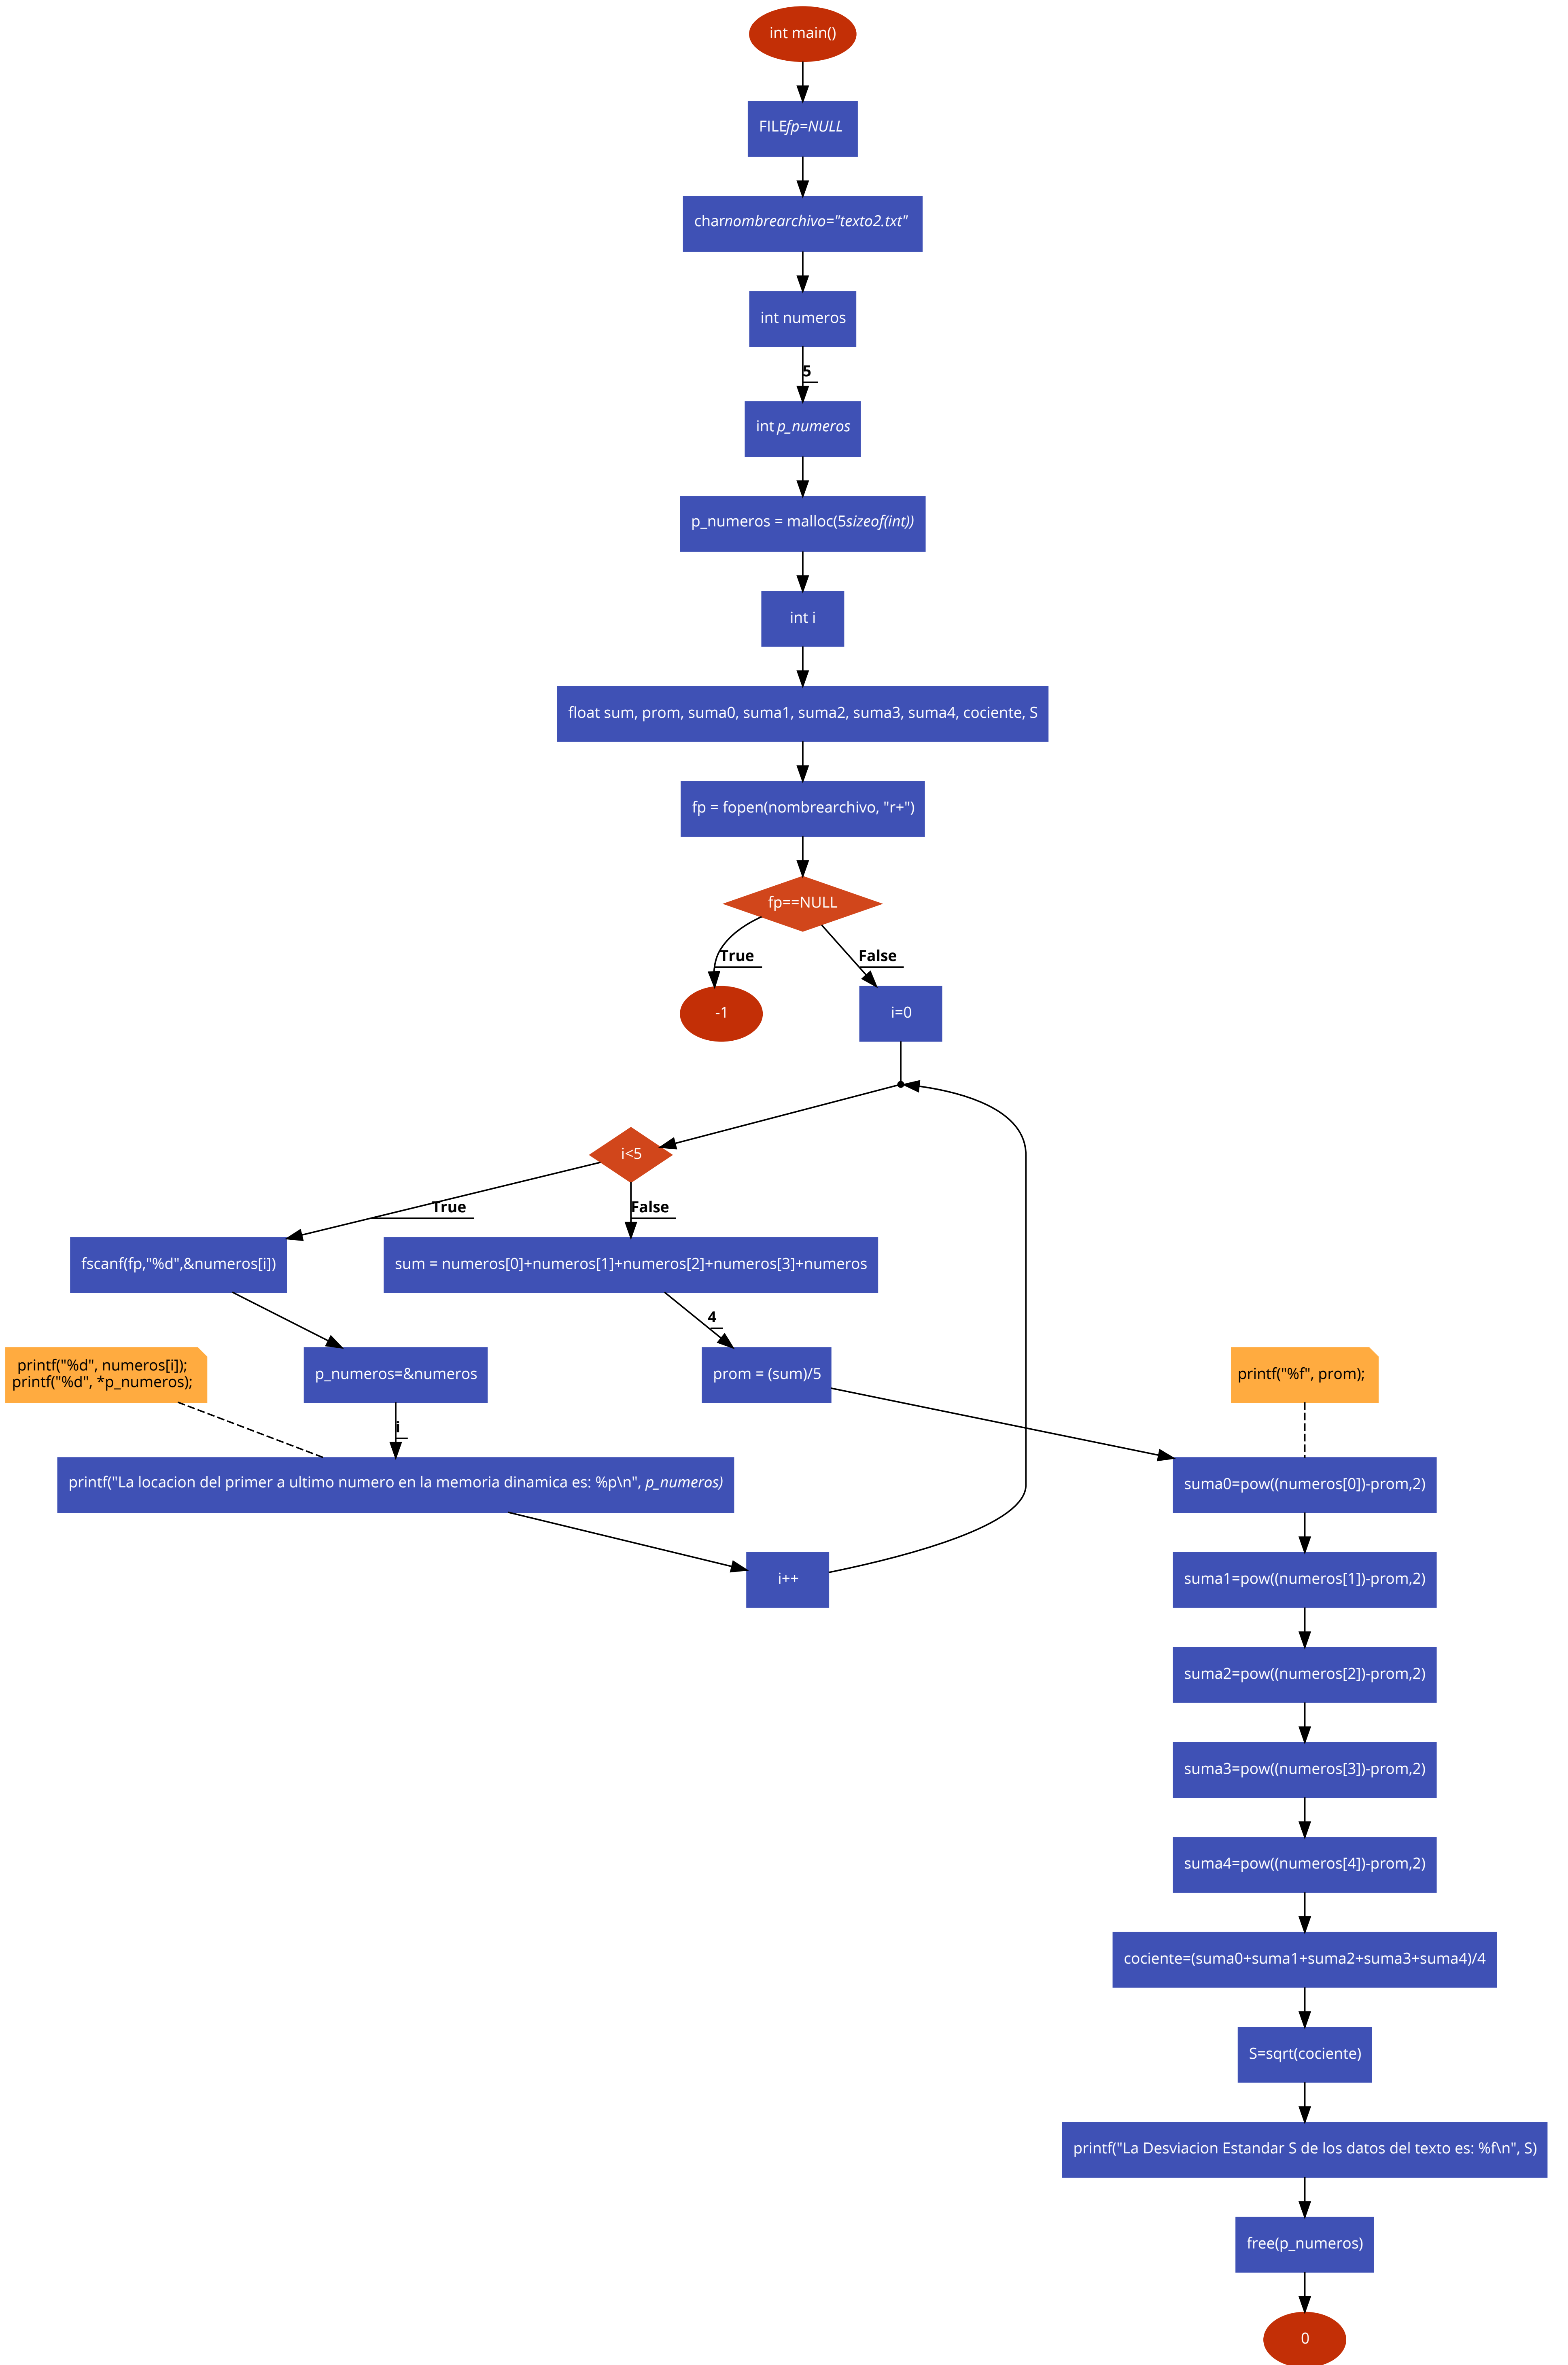 int main()
FILEfp=NULL
charnombrearchivo="texto2.txt"
int numeros
5
int p_numeros
p_numeros = malloc(5sizeof(int))
int i
float sum, prom, suma0, suma1, suma2, suma3, suma4, cociente, S
fp = fopen(nombrearchivo, "r+")
fp==NULL
True
False
-1
i=0
i<5
True
False
fscanf(fp,"%d",&numeros[i])
sum = numeros[0]+numeros[1]+numeros[2]+numeros[3]+numeros
4
printf("%d", numeros[i]);
printf("%d", *p_numeros);
p_numeros=&numeros
prom = (sum)/5
printf("%f", prom);
i
printf("La locacion del primer a ultimo numero en la memoria dinamica es: %p\n", p_numeros)
suma0=pow((numeros[0])-prom,2)
i++
suma1=pow((numeros[1])-prom,2)
suma2=pow((numeros[2])-prom,2)
suma3=pow((numeros[3])-prom,2)
suma4=pow((numeros[4])-prom,2)
cociente=(suma0+suma1+suma2+suma3+suma4)/4
S=sqrt(cociente)
printf("La Desviacion Estandar S de los datos del texto es: %f\n", S)
free(p_numeros)
0